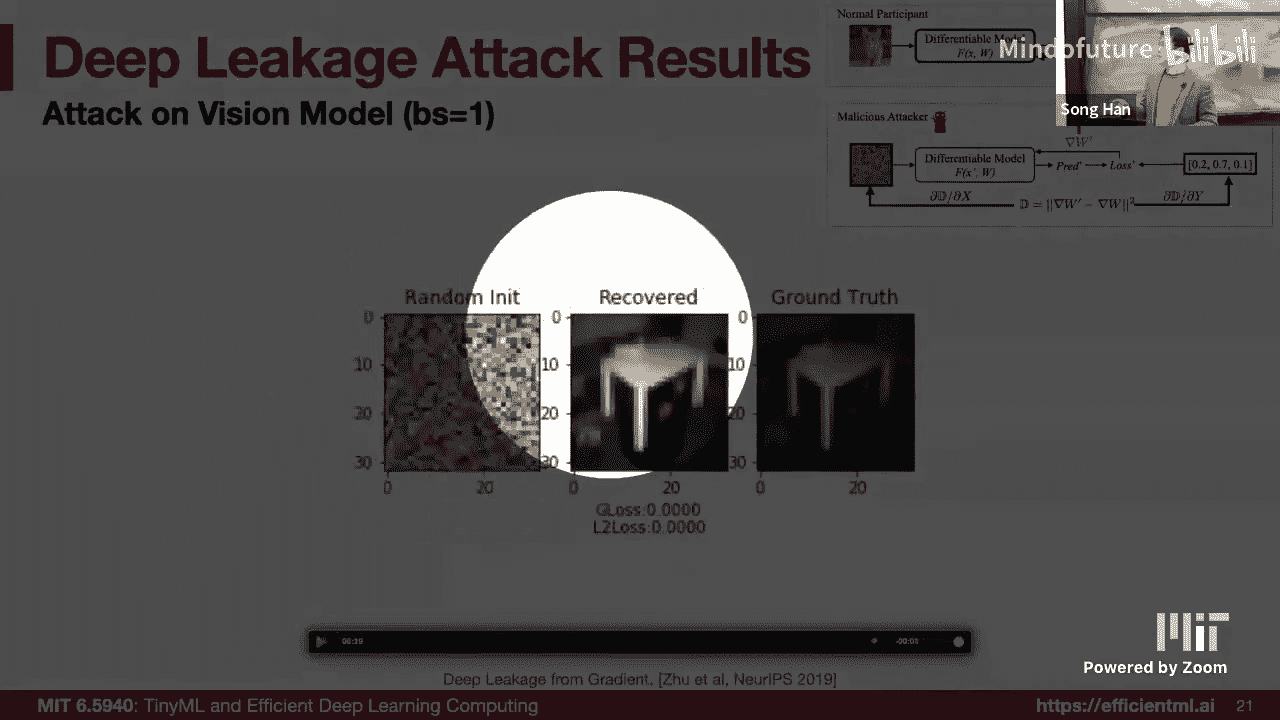 Deep Leakage Attack Results
Attack on Vision Model (bs=1)
Normal Participant
Differentiable Model
F(x, W)
Mindofuture
bilibili
Song Han
Malicious Attacker
Differentiable Model
F(x', W)
∇W'
Pred'
Loss'
[0.2, 0.7, 0.1]
∂𝔻/∂X
𝔻 = ||∇W' − ∇W||²
∂𝔻/∂Y
Random Init
Recovered
Ground Truth
0
10
20
30
0
20
0
10
20
30
0
20
0
10
20
30
0
20
GLoss:0.0000
L2Loss:0.0000
Deep Leakage from Gradient, [Zhu et al, NeurIPS 2019]
MIT
Powered by Zoom
MIT 6.5940: TinyML and Efficient Deep Learning Computing
https://efficientml.ai
21